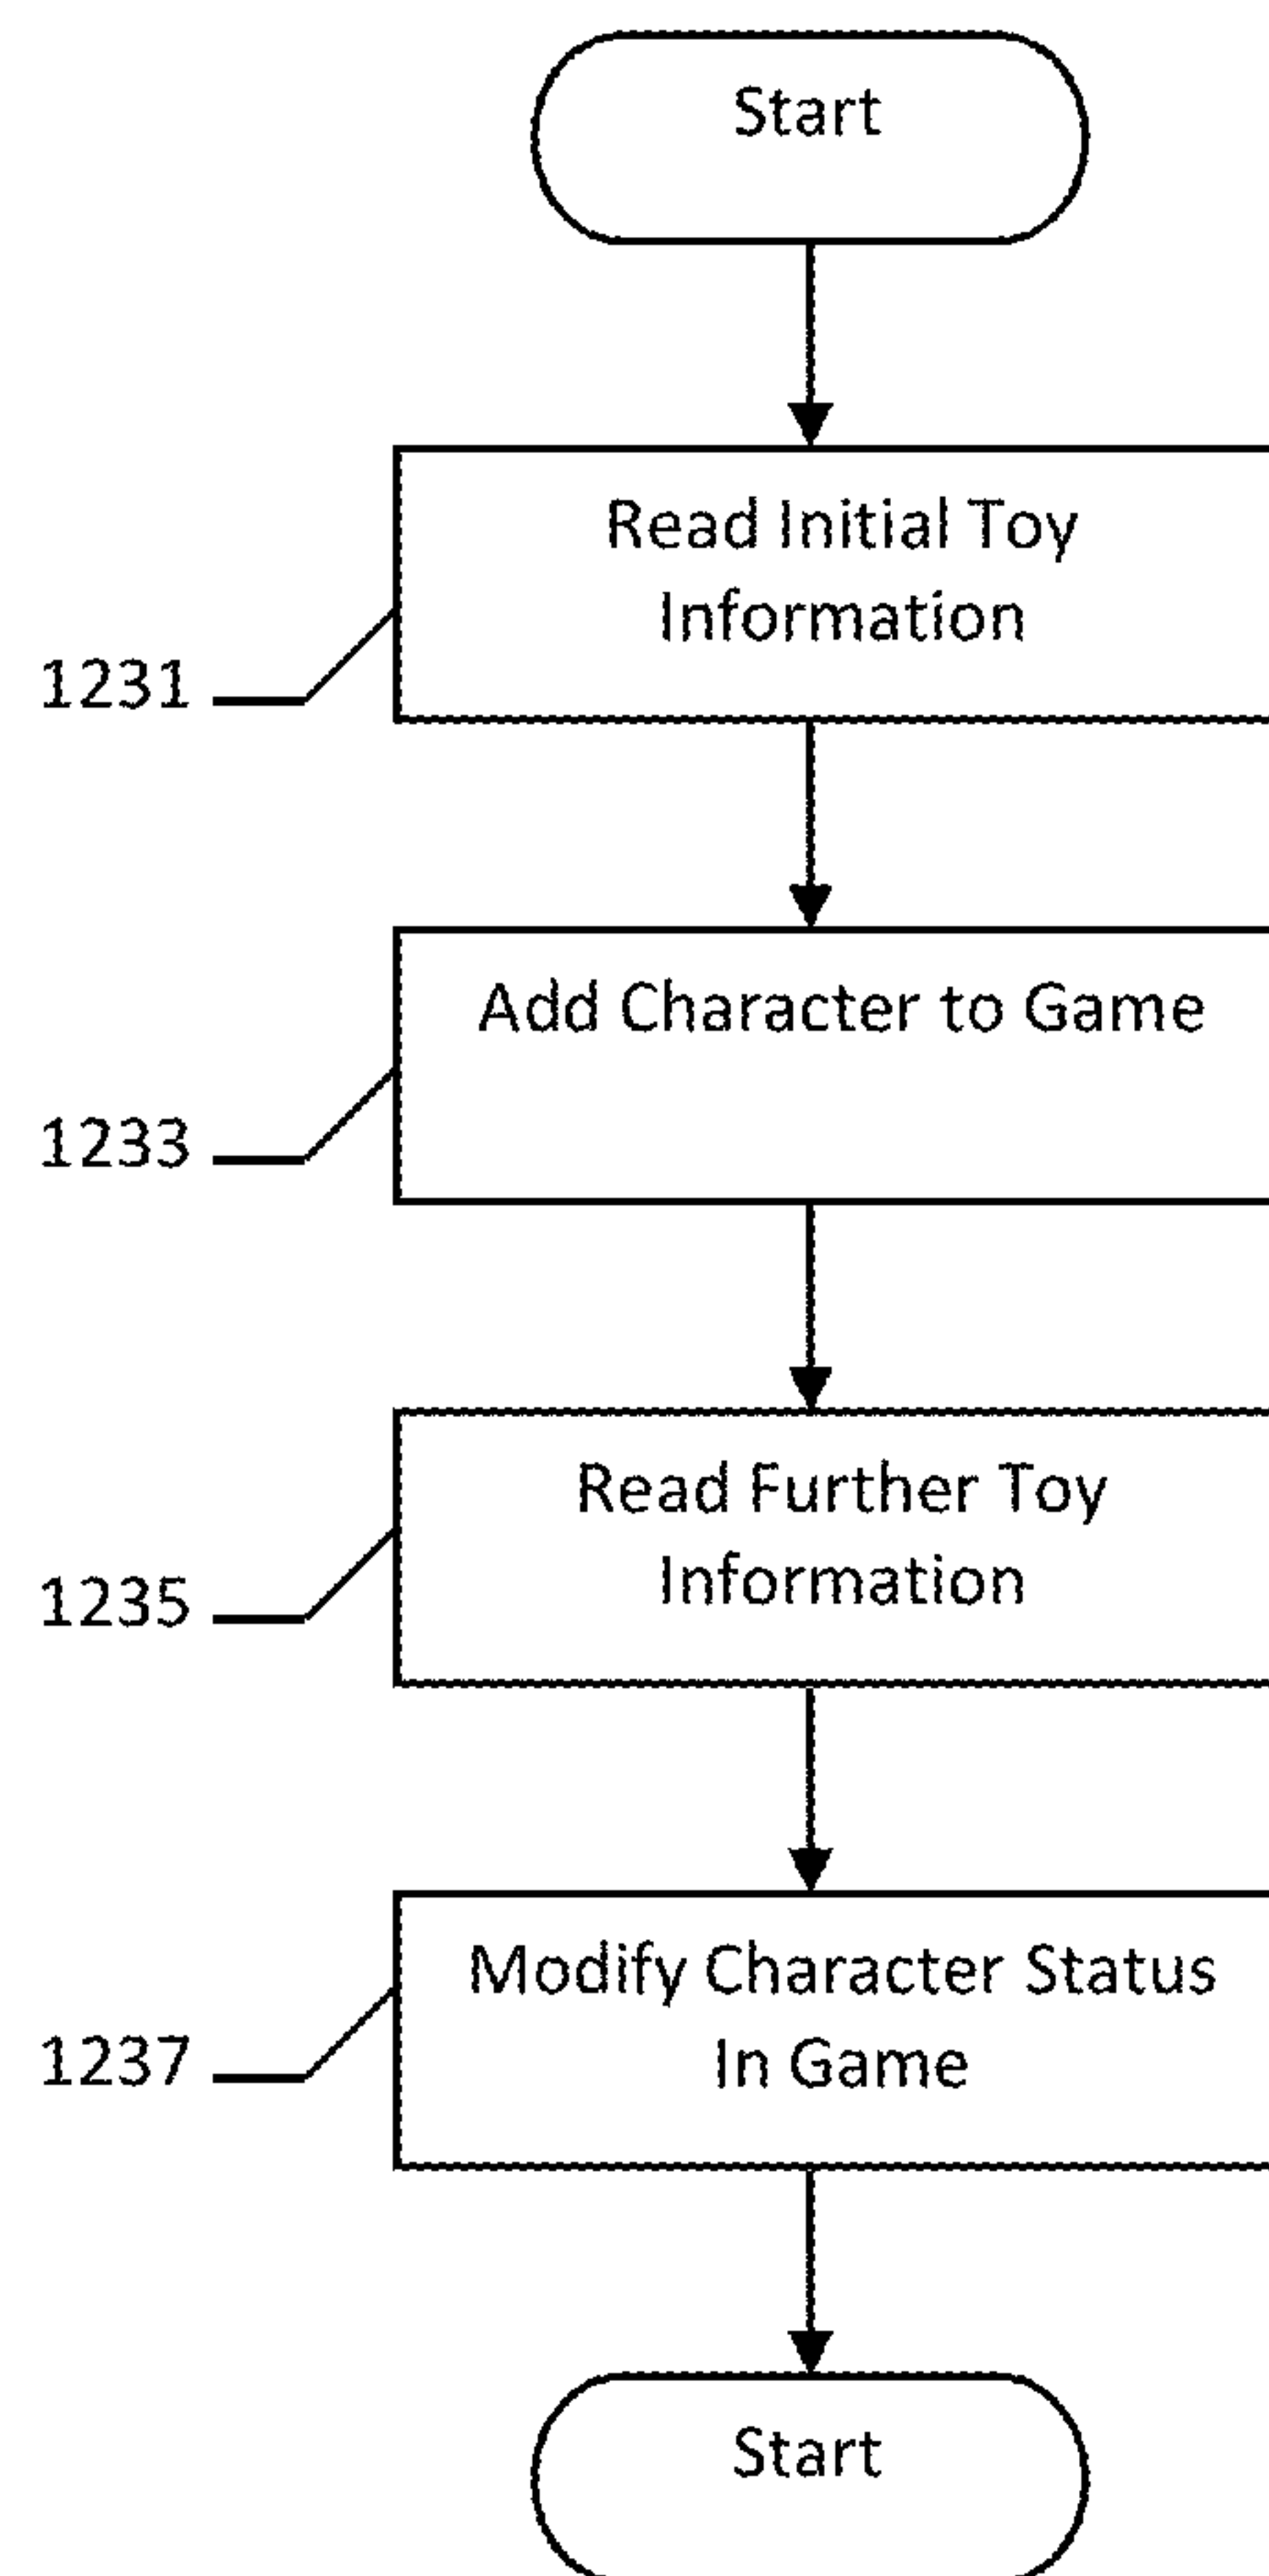 Start
Read Initial Toy
Information
1231
Add Character to Game
1233
Read Further Toy
Information
1235
Modify Character Status
In Game
1237
Start